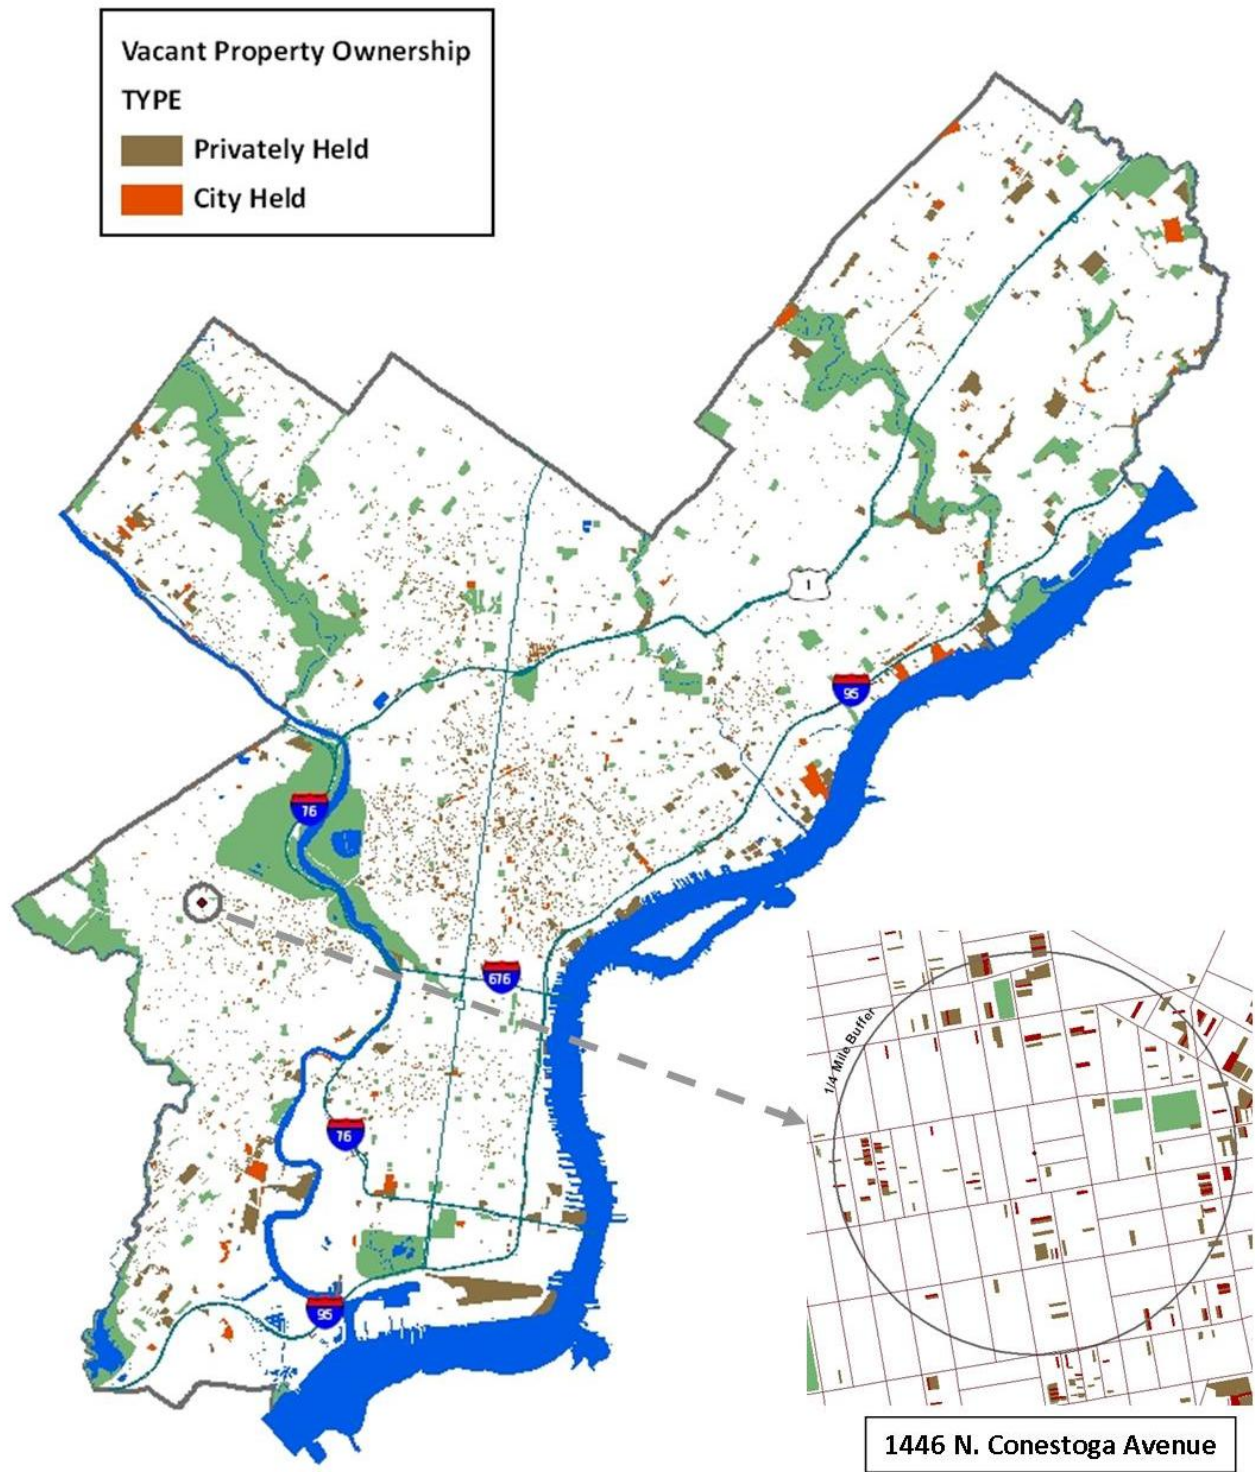 Vacant Property Ownership
TYPE
Privately Held
City Held
1
95
76
676
76
95
1/4 Mile Buffer
1446 N. Conestoga Avenue